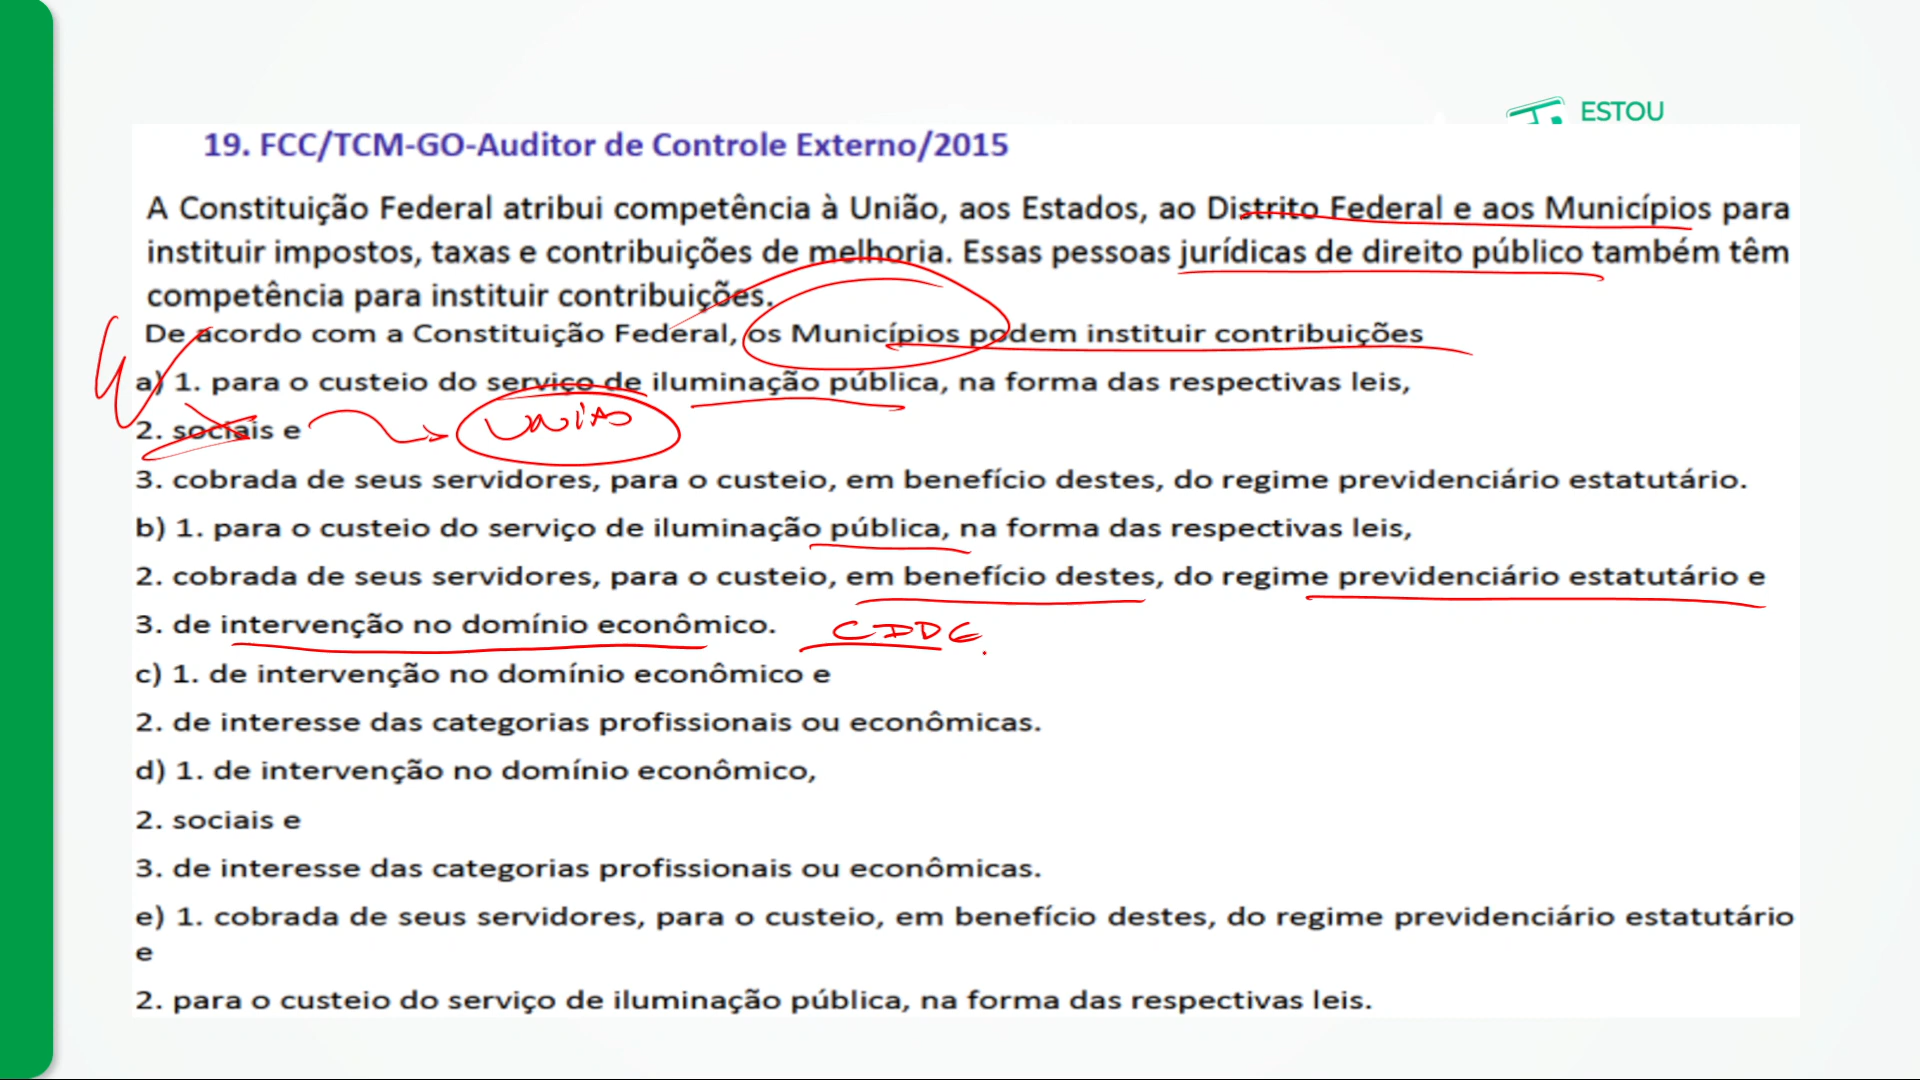 ESTOU
19. FCC/TCM-GO-Auditor de Controle Externo/2015
A Constituição Federal atribui competência à União, aos Estados, ao Distrito Federal e aos Municípios para
instituir impostos, taxas e contribuições de melhoria. Essas pessoas jurídicas de direito público também têm
competência para instituir contribuições.
De acordo com a Constituição Federal, os Municípios podem instituir contribuições
a) 1. para o custeio do serviço de iluminação pública, na forma das respectivas leis,
2. sociais e
UNIÃO
3. cobrada de seus servidores, para o custeio, em benefício destes, do regime previdenciário estatutário.
b) 1. para o custeio do serviço de iluminação pública, na forma das respectivas leis,
2. cobrada de seus servidores, para o custeio, em benefício destes, do regime previdenciário estatutário e
3. de intervenção no domínio econômico.
c) 1. de intervenção no domínio econômico e
2. de interesse das categorias profissionais ou econômicas.
d) 1. de intervenção no domínio econômico,
2. sociais e
3. de interesse das categorias profissionais ou econômicas.
e) 1. cobrada de seus servidores, para o custeio, em benefício destes, do regime previdenciário estatutário
e
2. para o custeio do serviço de iluminação pública, na forma das respectivas leis.